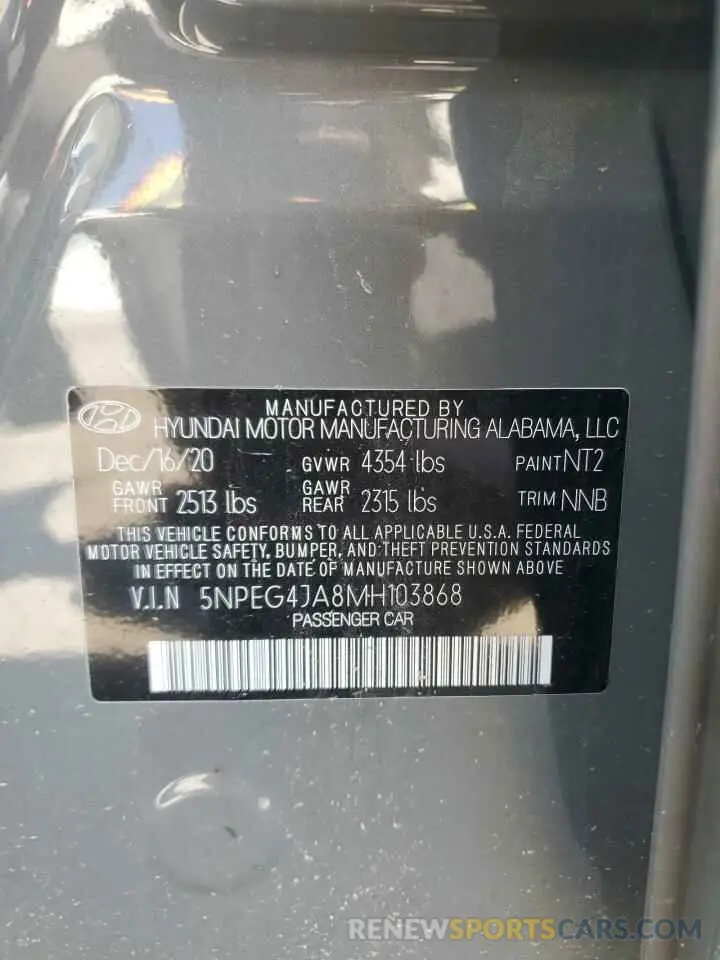 MANUFACTURED BY
HYUNDAI MOTOR MANUFACTURING ALABAMA, LLC
Dec/16/20 GVWR 4354 lbs PAINT NT2
GAWR FRONT 2513 lbs GAWR REAR 2315 lbs TRIM NNB
THIS VEHICLE CONFORMS TO ALL APPLICABLE U.S.A. FEDERAL
MOTOR VEHICLE SAFETY, BUMPER, AND THEFT PREVENTION STANDARDS
IN EFFECT ON THE DATE OF MANUFACTURE SHOWN ABOVE.
V.I.N 5NPEG4JA8MH103868
PASSENGER CAR
RENEWSPORTSCARS.COM